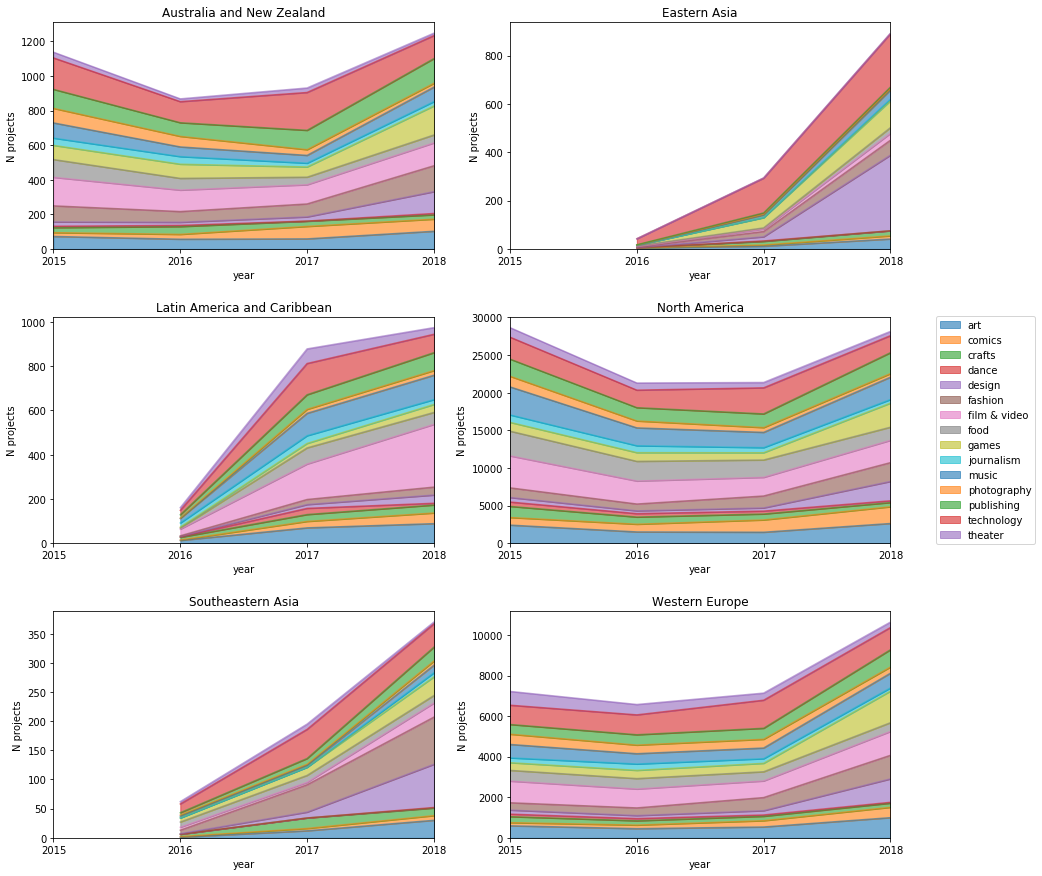 Australia and New Zealand
1200
1000
800
600
400
200
0
N projects
2015 2016 2017 2018
year
Eastern Asia
800
600
400
200
0
N projects
2015 2016 2017 2018
year
Latin America and Caribbean
1000
800
600
400
200
0
N projects
2015 2016 2017 2018
year
North America
30000
25000
20000
15000
10000
5000
0
N projects
2015 2016 2017 2018
year
art
comics
crafts
dance
design
fashion
film & video
food
games
journalism
music
photography
publishing
technology
theater
Southeastern Asia
350
300
250
200
150
100
50
0
N projects
2015 2016 2017 2018
year
Western Europe
10000
8000
6000
4000
2000
0
N projects
2015 2016 2017 2018
year